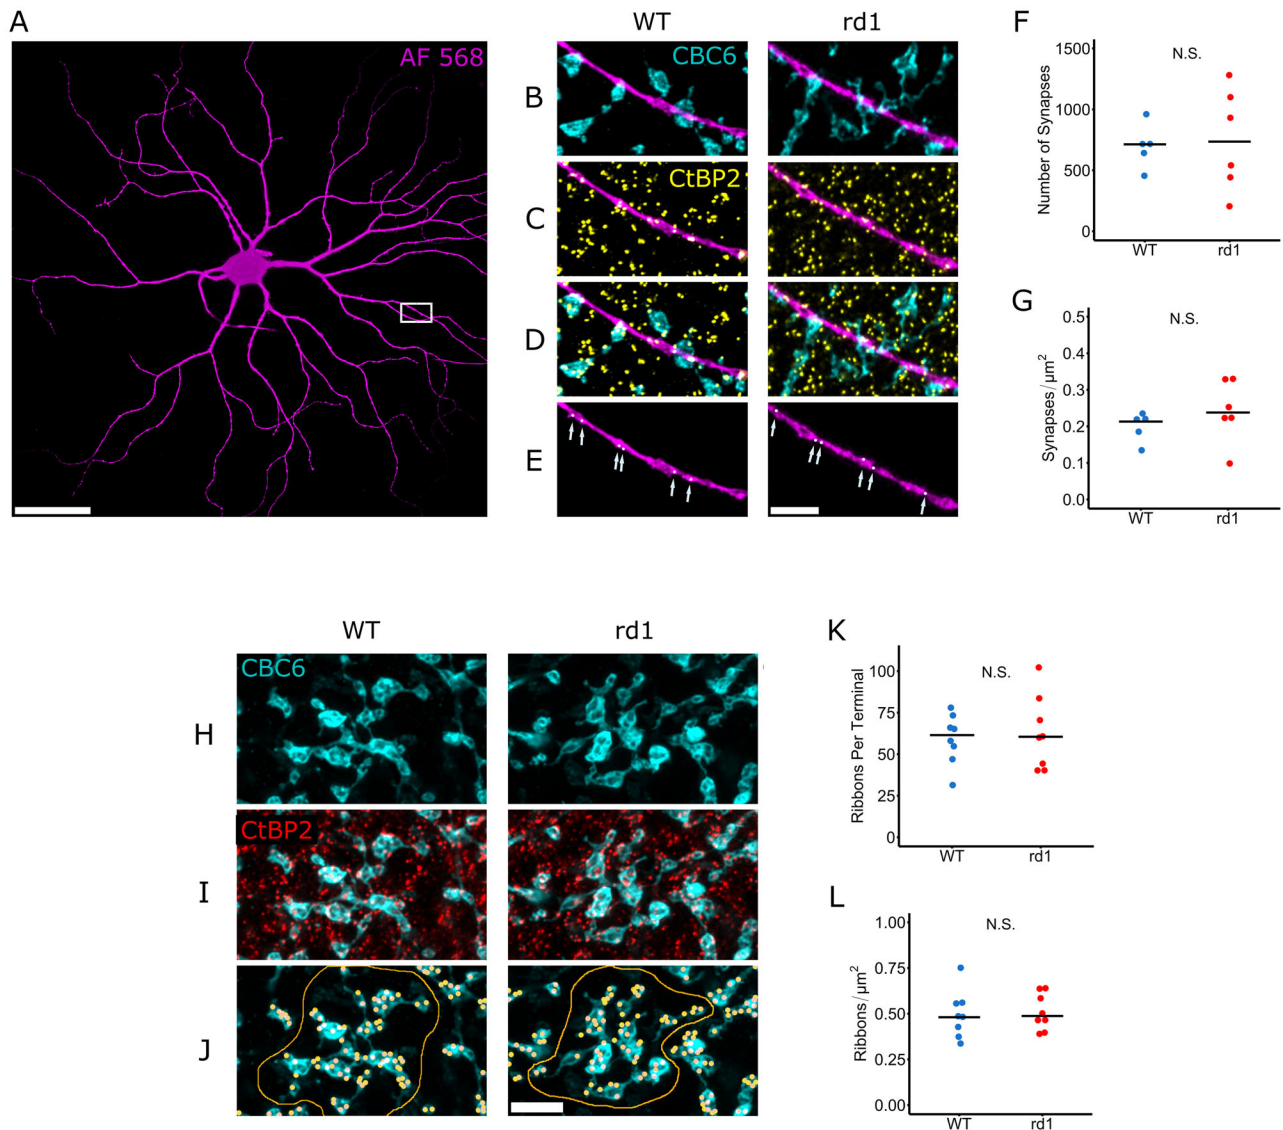 A
AF 568
WT
rd1
B
CBC6
C
CtBP2
D
E
F
N.S.
Number of Synapses
1500
1000
500
0
WT
rd1
G
N.S.
Synapses/µm²
0.5
0.4
0.3
0.2
0.1
0.0
WT
rd1
WT
rd1
H
CBC6
I
CtBP2
J
K
N.S.
Ribbons Per Terminal
100
75
50
25
0
WT
rd1
L
N.S.
Ribbons/µm²
1.00
0.75
0.50
0.25
0.00
WT
rd1